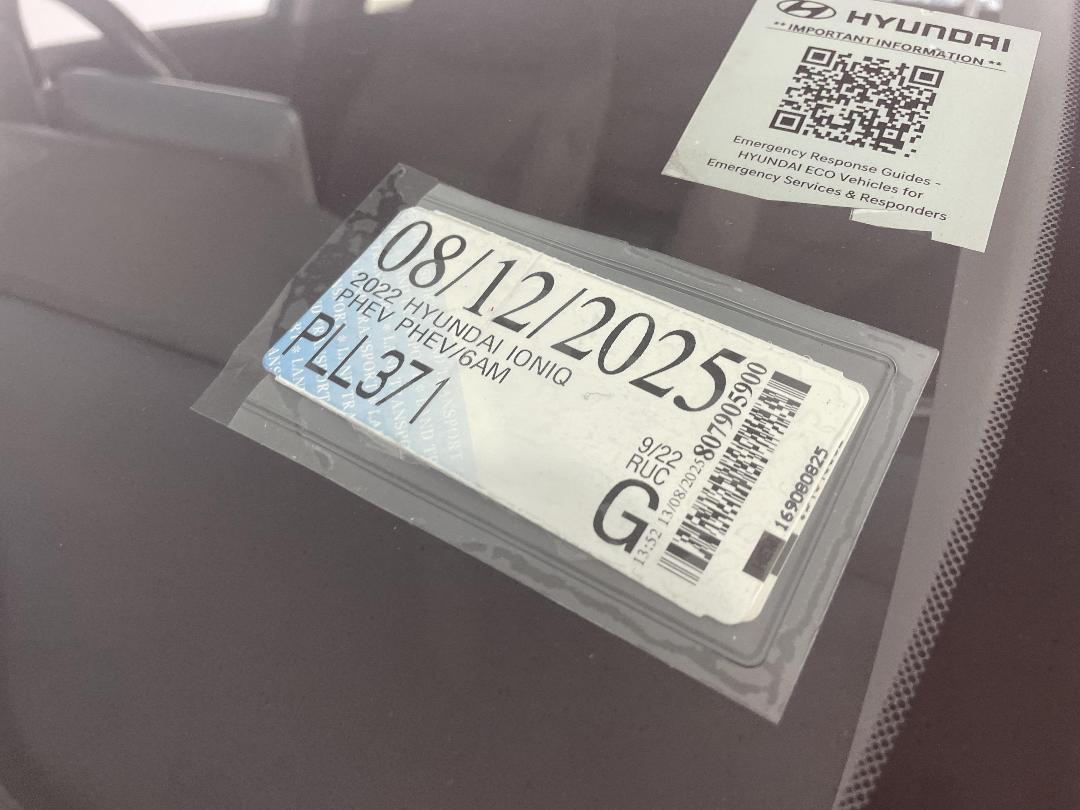 HYUNDAI
** IMPORTANT INFORMATION **
Emergency Response Guides -
HYUNDAI ECO Vehicles for
Emergency Services & Responders
08/12/2025
2022 HYUNDAI IONIQ
PHEV PHEV/6AM
PLL371
9/22
RUC
G
13:52 13/08/2025 807905900
169080825